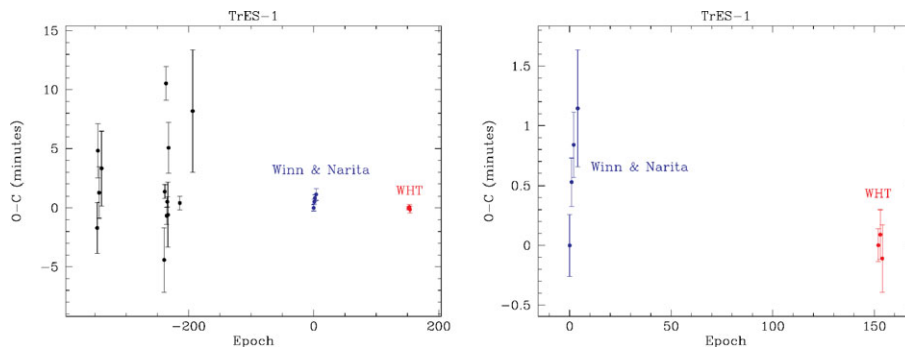 TrES-1
15
10
5
0
-5
O-C (minutes)
Winn & Narita
WHT
-200
0
200
Epoch
TrES-1
1.5
1
0.5
0
-0.5
O-C (minutes)
Winn & Narita
WHT
0
50
100
150
Epoch